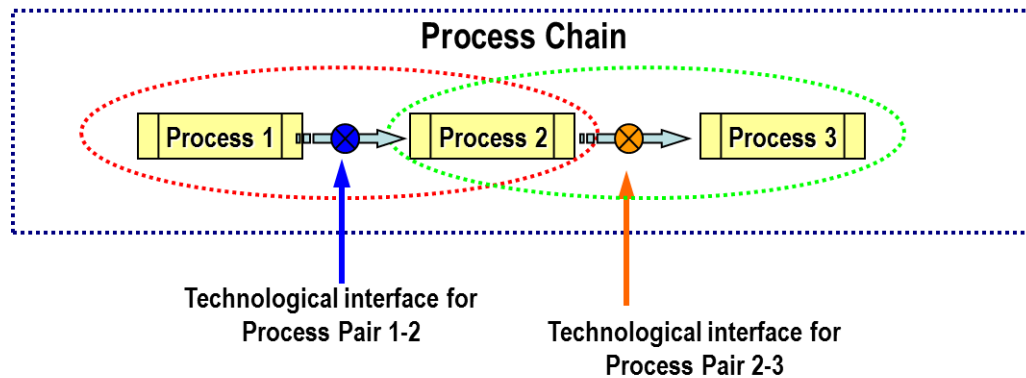 Process Chain
Process 1
Process 2
Process 3
Technological interface for
Process Pair 1-2
Technological interface for
Process Pair 2-3